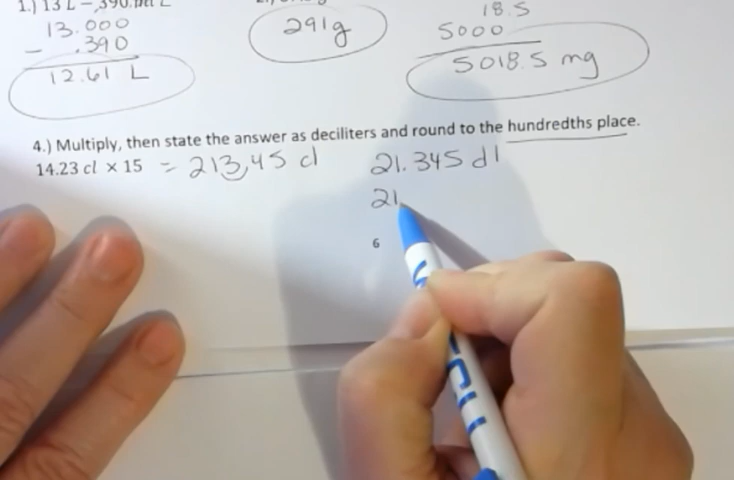 1.) 13 L – .390
13.000
- .390
12.61 L
291g
18.5
5000
5018.5 mg
4.) Multiply, then state the answer as deciliters and round to the hundredths place.
14.23 cl × 15 = 213.45 cl 21.345 dl
21.
6